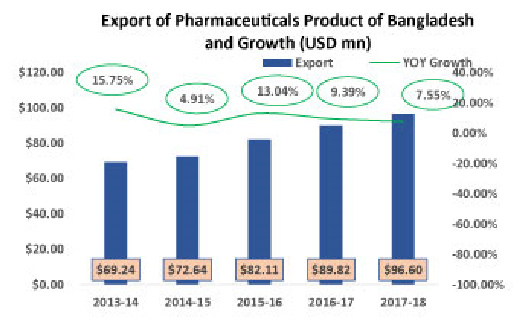 Export of Pharmaceuticals Product of Bangladesh
and Growth (USD mn)
Export YOY Growth
$120.00
$100.00
$80.00
$60.00
$40.00
$20.00
$0.00
40.00%
20.00%
0.00%
-20.00%
-40.00%
-60.00%
-80.00%
-100.00%
15.75% 4.91% 13.04% 9.39% 7.55%
$69.24 $72.64 $82.11 $89.82 $96.60
2013-14 2014-15 2015-16 2016-17 2017-18